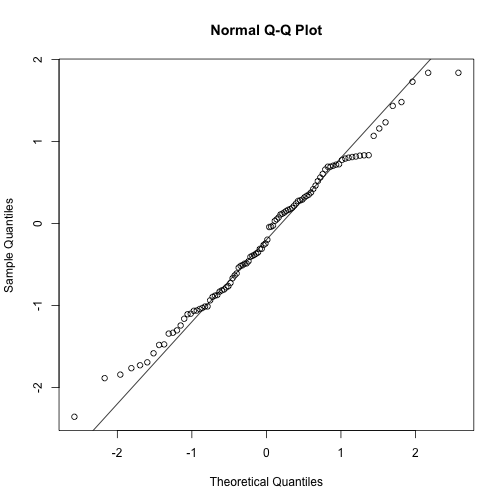 Normal Q-Q Plot
2
1
0
-1
-2
Sample Quantiles
-2 -1 0 1 2
Theoretical Quantiles